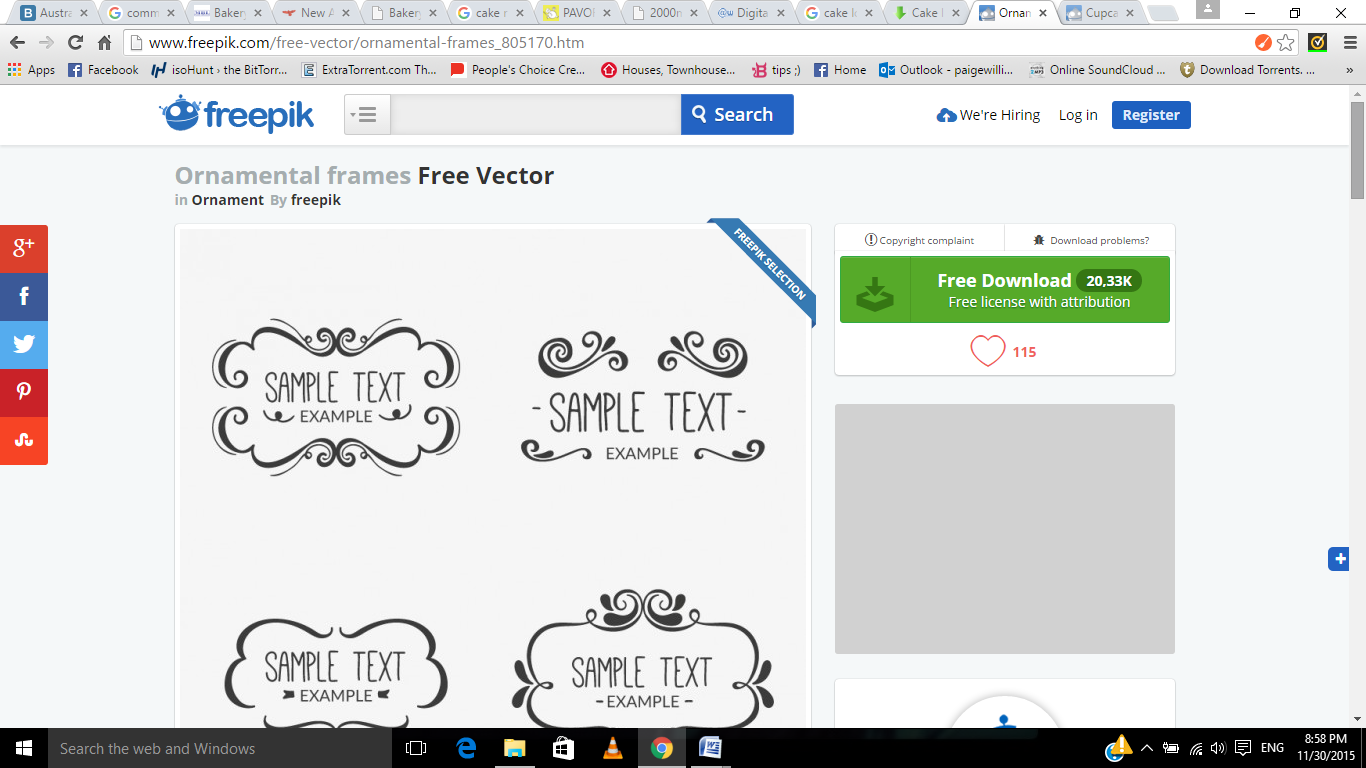 Austra
comm
Bakery
New A
Bakery
cake r
PAVO
2000m
Digita
cake l
Cake
Ornan
Cupca
www.freepik.com/free-vector/ornamental-frames_805170.htm
Apps
Facebook
isoHunt › the BitTorr...
ExtraTorrent.com Th...
People's Choice Cre...
Houses, Townhouse...
tips ;)
Home
Outlook - paigewilli...
Online SoundCloud ...
Download Torrents. ...
»
freepik
Search
We're Hiring
Log in
Register
Ornamental frames Free Vector
in Ornament By freepik
FREEPIK SELECTION
Copyright complaint
Download problems?
Free Download 20,33K
Free license with attribution
115
SAMPLE TEXT
EXAMPLE
-SAMPLE TEXT-
EXAMPLE
SAMPLE TEXT
EXAMPLE
SAMPLE TEXT
-EXAMPLE-
Search the web and Windows
ENG
8:58 PM
11/30/2015